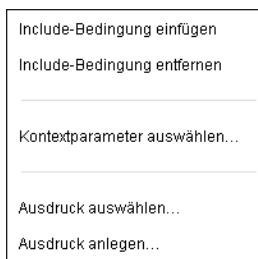 Include-Bedingung einfügen
Include-Bedingung entfernen
Kontextparameter auswählen...
Ausdruck auswählen...
Ausdruck anlegen...